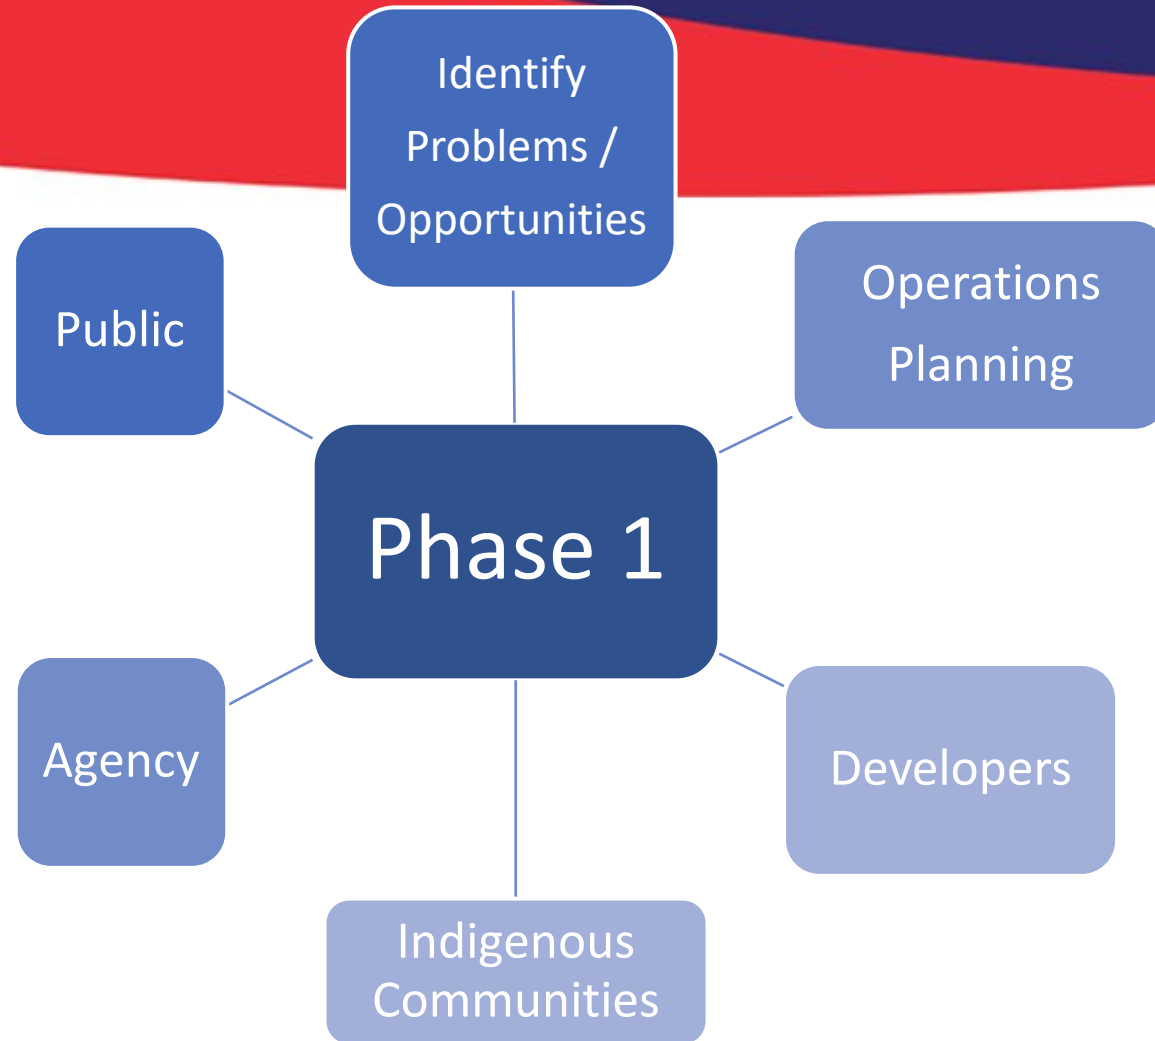 Identify
Problems /
Opportunities
Public
Operations
Planning
Phase 1
Agency
Developers
Indigenous
Communities